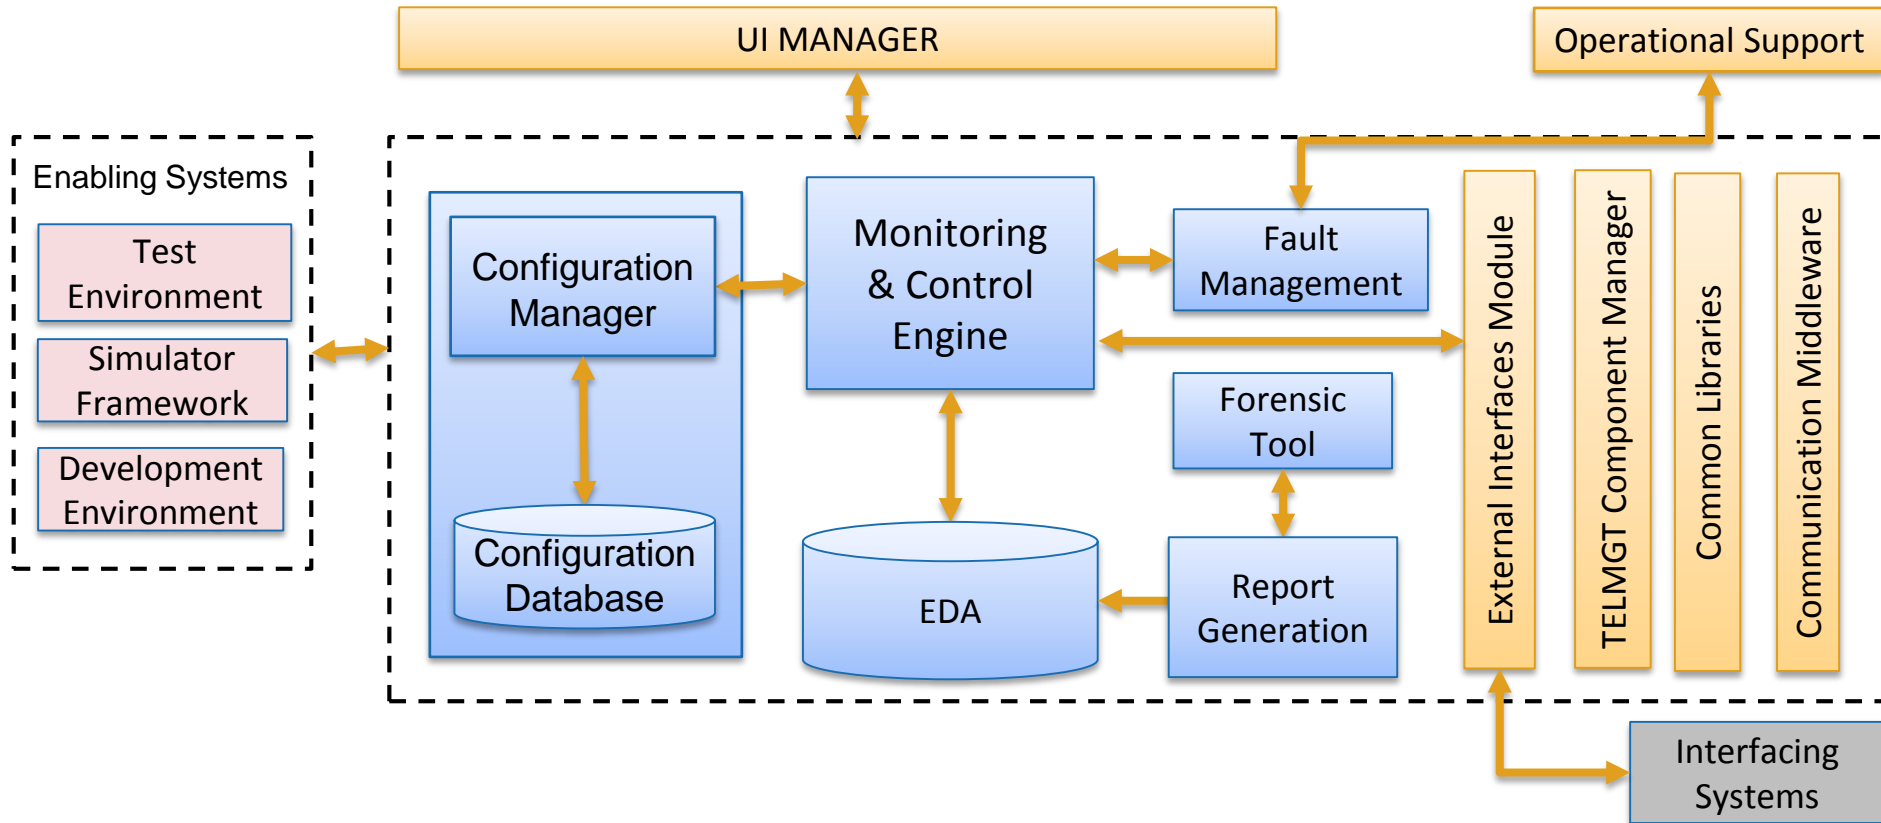 UI MANAGER
Operational Support
Enabling Systems
Test
Environment
Simulator
Framework
Development
Environment
Configuration
Manager
Configuration
Database
Monitoring
& Control
Engine
Fault
Management
Forensic
Tool
EDA
Report
Generation
External Interfaces Module
TELMGT Component Manager
Common Libraries
Communication Middleware
Interfacing
Systems